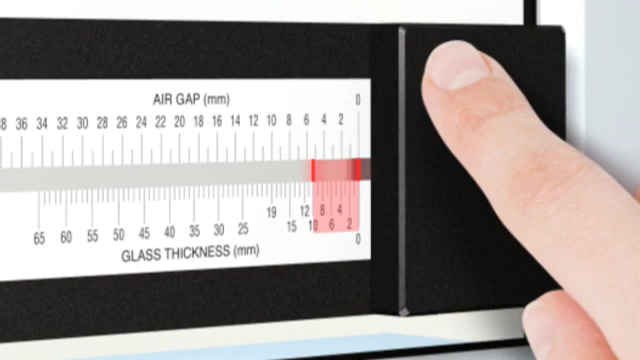 AIR GAP (mm) 0
38 36 34 32 30 28 26 24 22 20 18 16 14 12 10 8 6 4 2
19 12 8 4
65 60 55 50 45 40 35 30 25 15 10 6 2
GLASS THICKNESS (mm) 0